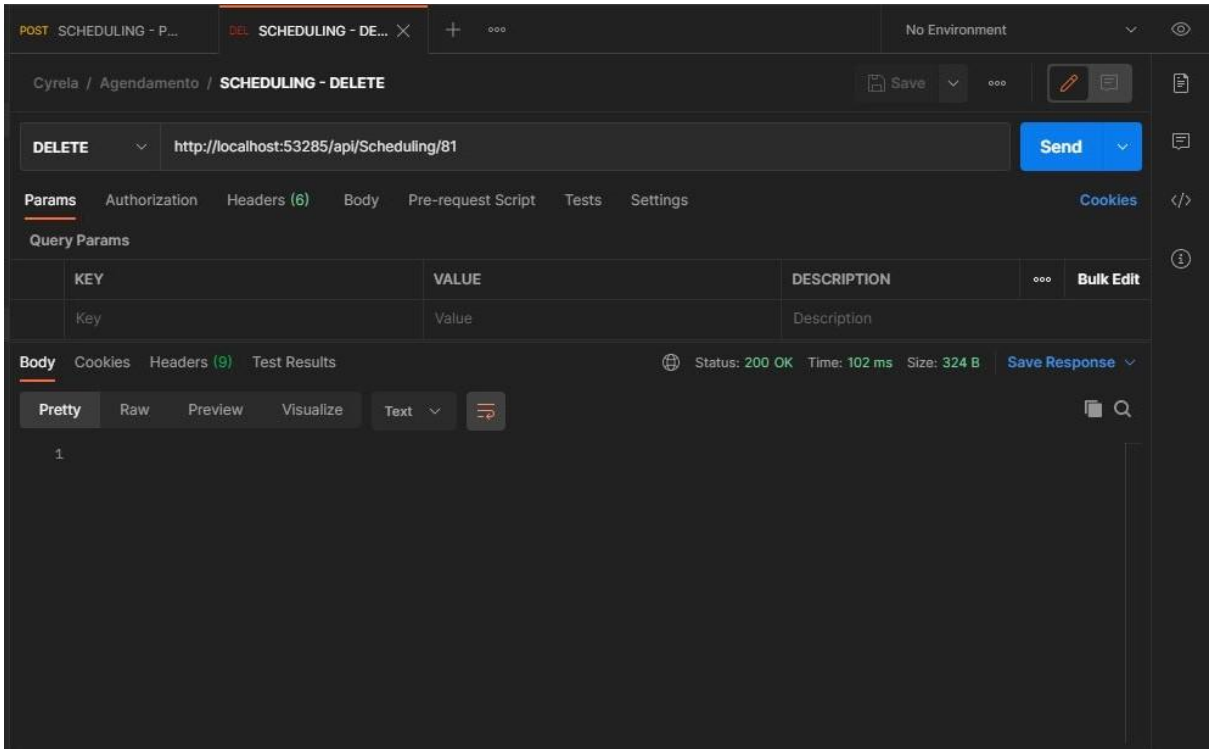 POST SCHEDULING - P... DEL SCHEDULING - DE... No Environment
Cyrela / Agendamento / SCHEDULING - DELETE Save
DELETE http://localhost:53285/api/Scheduling/81 Send
Params Authorization Headers (6) Body Pre-request Script Tests Settings Cookies
Query Params
KEY VALUE DESCRIPTION Bulk Edit
Key Value Description
Body Cookies Headers (9) Test Results Status: 200 OK Time: 102 ms Size: 324 B Save Response
Pretty Raw Preview Visualize Text
1